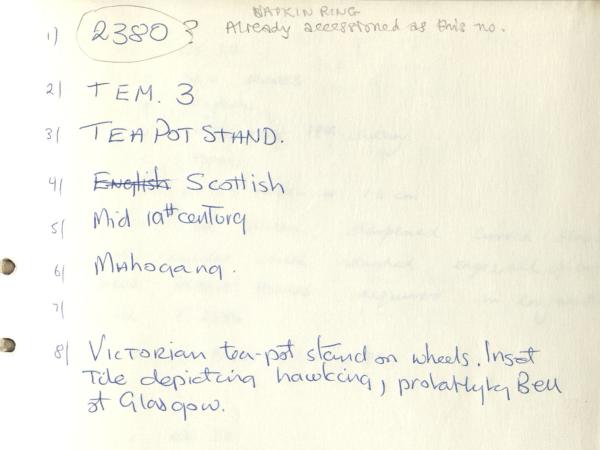 NAPKIN RING
1) 2380 ? Already accessioned as this no.
2) TEM. 3
3) TEA POT STAND.
4) English Scottish
5) Mid 19th century
6) Mahogany.
7)
8) VICTORIAN tea-pot stand on wheels. Inset
Tile depicting hawking, probably by Bell
of Glasgow.